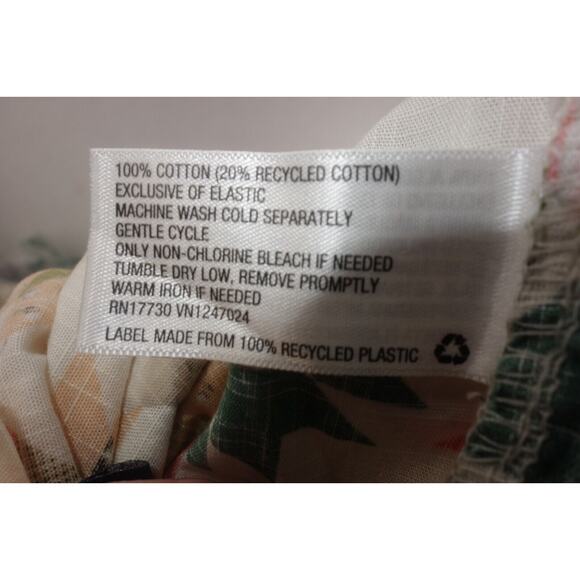 100% COTTON (20% RECYCLED COTTON)
EXCLUSIVE OF ELASTIC
MACHINE WASH COLD SEPARATELY
GENTLE CYCLE
ONLY NON-CHLORINE BLEACH IF NEEDED
TUMBLE DRY LOW, REMOVE PROMPTLY
WARM IRON IF NEEDED
RN17730 VN1247024
LABEL MADE FROM 100% RECYCLED PLASTIC